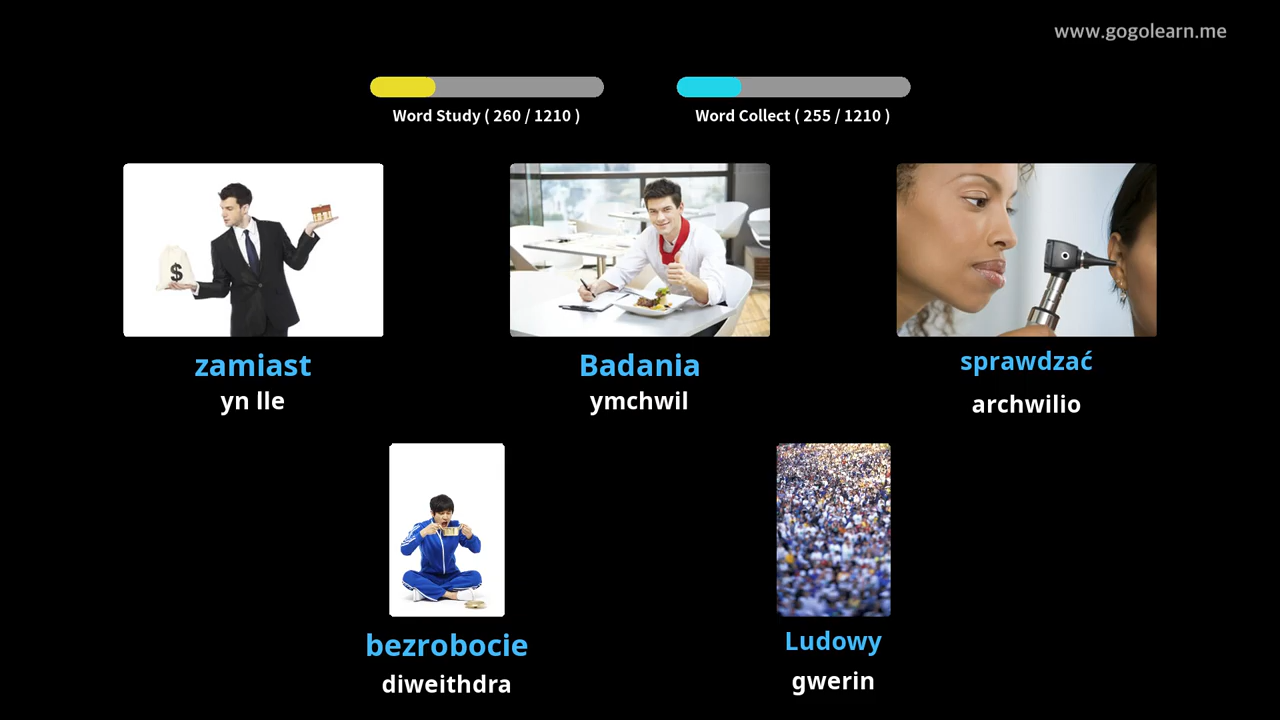 www.gogolearn.me
Word Study ( 260 / 1210 )
Word Collect ( 255 / 1210 )
$
zamiast
yn lle
Badania
ymchwil
sprawdzać
archwilio
bezrobocie
diweithdra
Ludowy
gwerin